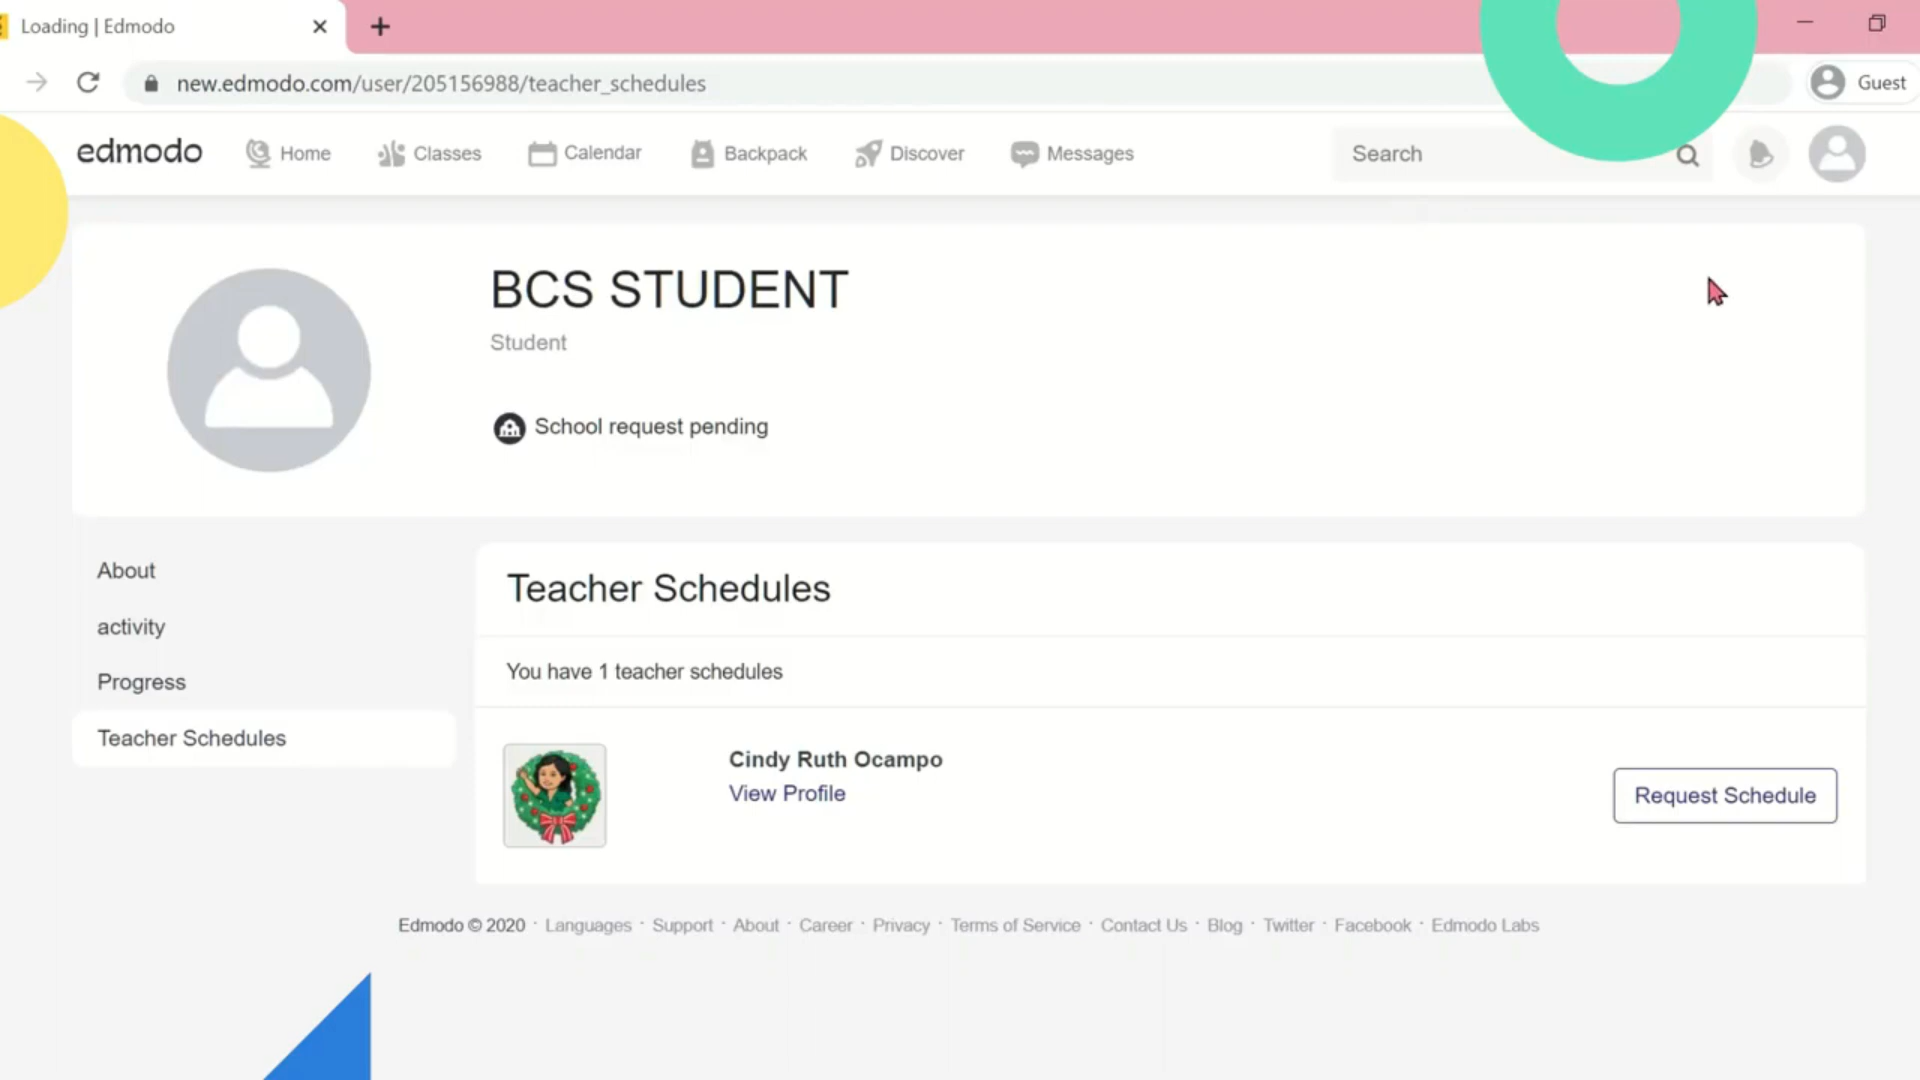 Loading | Edmodo
new.edmodo.com/user/205156988/teacher_schedules
Guest
edmodo
Home
Classes
Calendar
Backpack
Discover
Messages
Search
BCS STUDENT
Student
School request pending
About
activity
Progress
Teacher Schedules
Teacher Schedules
You have 1 teacher schedules
Cindy Ruth Ocampo
View Profile
Request Schedule
Edmodo © 2020 · Languages · Support · About · Career · Privacy · Terms of Service · Contact Us · Blog · Twitter · Facebook · Edmodo Labs